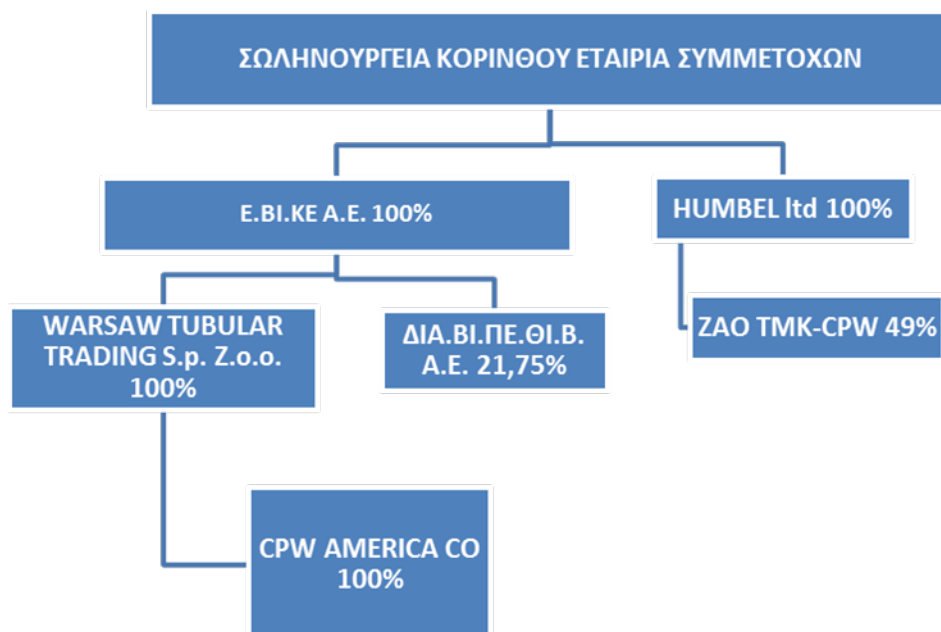 ΣΩΛΗΝΟΥΡΓΕΙΑ ΚΟΡΙΝΘΟΥ ΕΤΑΙΡΙΑ ΣΥΜΜΕΤΟΧΩΝ
Ε.ΒΙ.ΚΕ Α.Ε. 100%
HUMBEL ltd 100%
WARSAW TUBULAR
TRADING S.p. Z.o.o.
100%
ΔΙΑ.ΒΙ.ΠΕ.ΘΙ.Β.
Α.Ε. 21,75%
ZAO TMK-CPW 49%
CPW AMERICA CO
100%